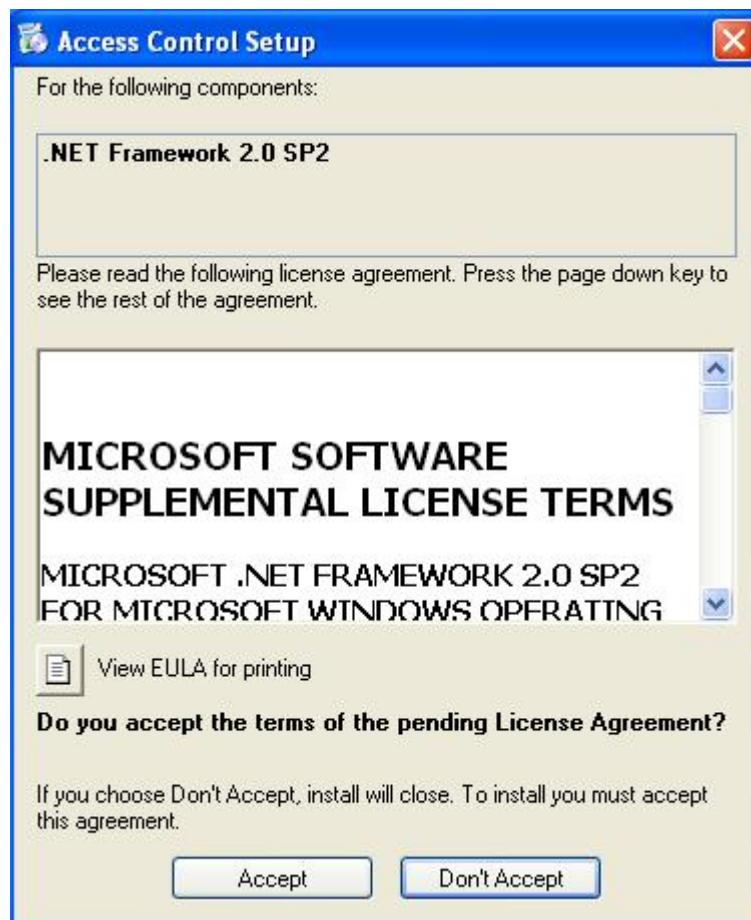 Access Control Setup
For the following components:
.NET Framework 2.0 SP2
Please read the following license agreement. Press the page down key to
see the rest of the agreement.
MICROSOFT SOFTWARE
SUPPLEMENTAL LICENSE TERMS
MICROSOFT .NET FRAMEWORK 2.0 SP2
FOR MICROSOFT WINDOWS OPERATING
View EULA for printing
Do you accept the terms of the pending License Agreement?
If you choose Don't Accept, install will close. To install you must accept
this agreement.
Accept
Don't Accept